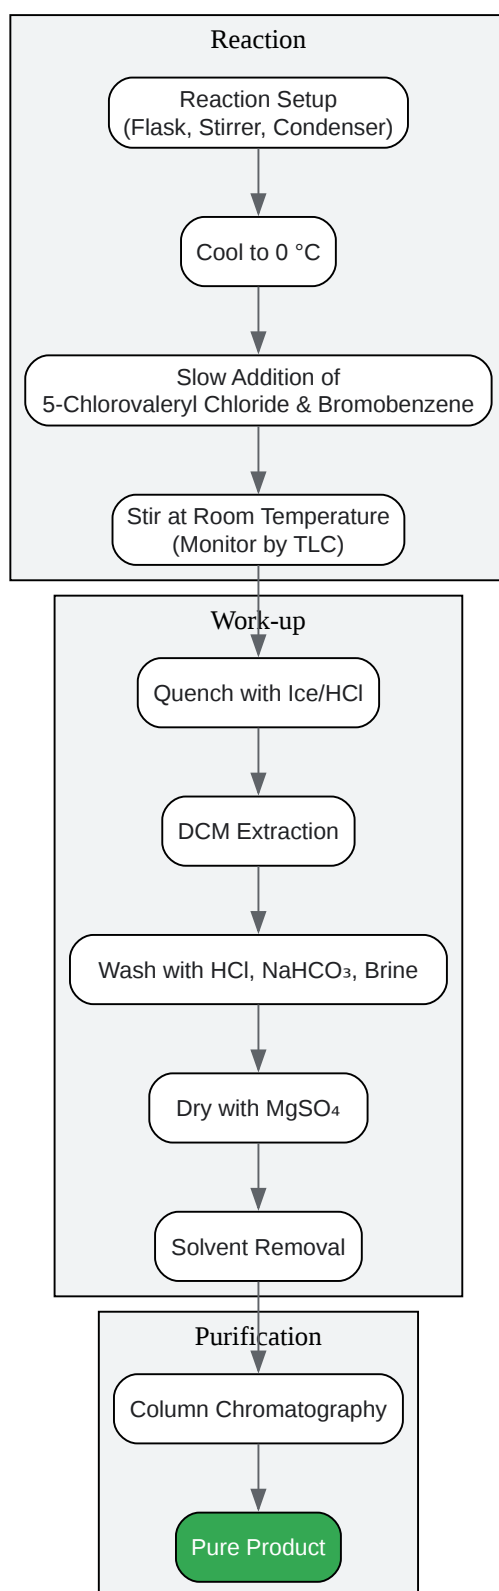 Reaction
Reaction Setup
(Flask, Stirrer, Condenser)
Cool to 0 °C
Slow Addition of
5-Chlorovaleryl Chloride & Bromobenzene
Stir at Room Temperature
(Monitor by TLC)
Work-up
Quench with Ice/HCl
DCM Extraction
Wash with HCl, NaHCO₃, Brine
Dry with MgSO₄
Solvent Removal
Purification
Column Chromatography
Pure Product